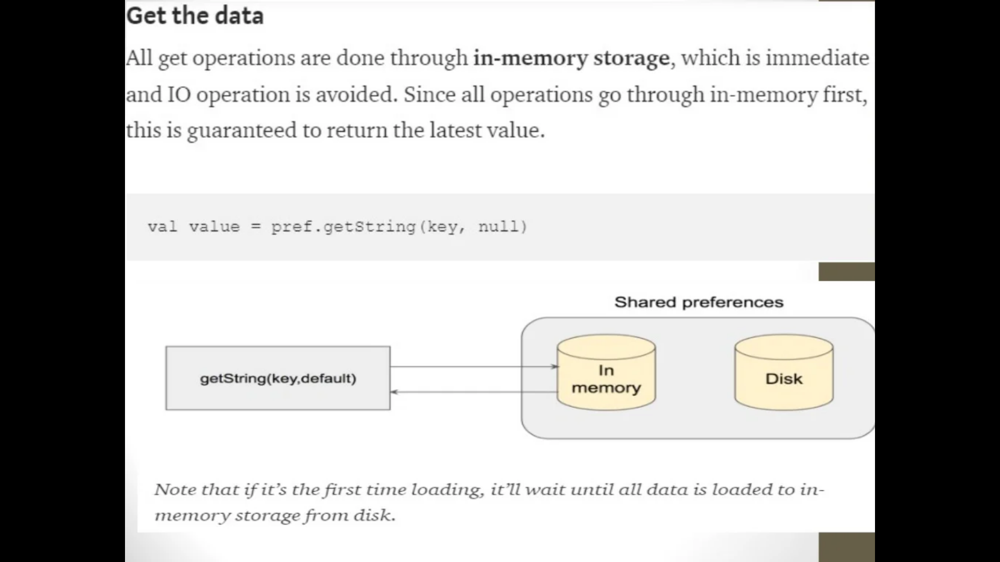 Get the data
All get operations are done through in-memory storage, which is immediate
and IO operation is avoided. Since all operations go through in-memory first,
this is guaranteed to return the latest value.
val value = pref.getString(key, null)
Shared preferences
getString(key,default)
In
memory
Disk
Note that if it’s the first time loading, it’ll wait until all data is loaded to in-
memory storage from disk.